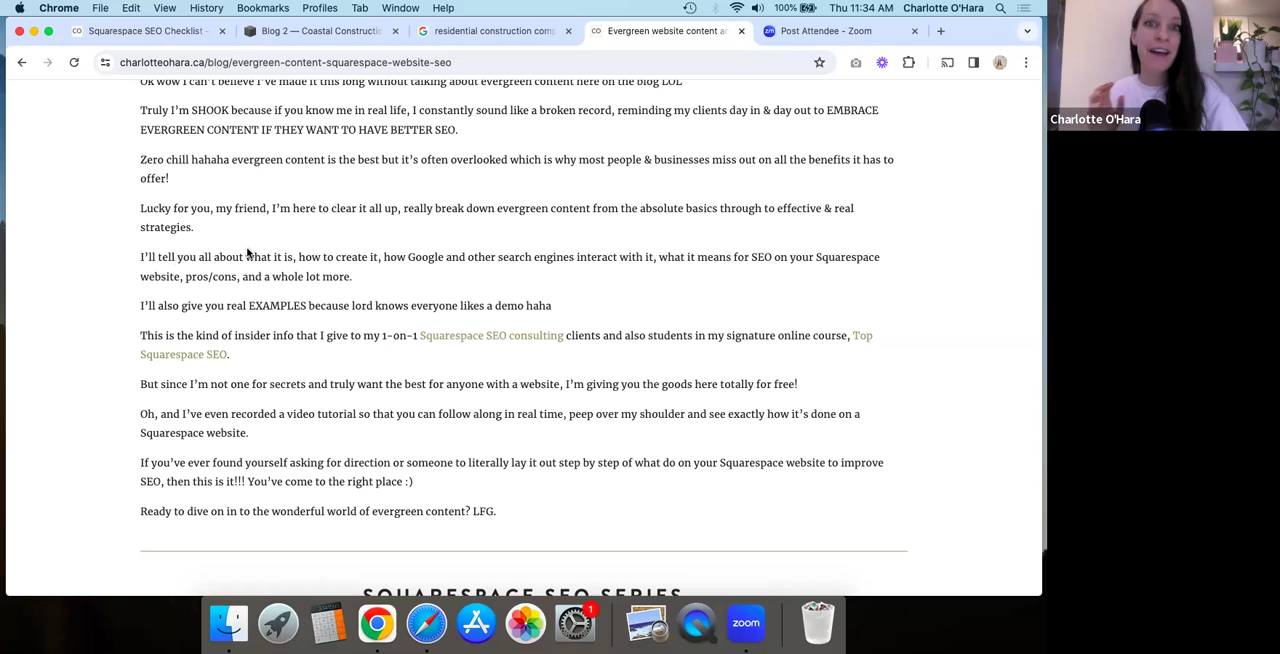 Chrome File Edit View History Bookmarks Profiles Tab Window Help 100% Thu 11:34 AM Charlotte O'Hara
Squarespace SEO Checklist - Blog 2 — Coastal Constructi residential construction comp Evergreen website content an Post Attendee - Zoom
charlotteohara.ca/blog/evergreen-content-squarespace-website-seo
Charlotte O'Hara
Ok wow I can't believe I've made it this long without talking about evergreen content here on the blog LOL
Truly I'm SHOOK because if you know me in real life, I constantly sound like a broken record, reminding my clients day in & day out to EMBRACE
EVERGREEN CONTENT IF THEY WANT TO HAVE BETTER SEO.
Zero chill hahaha evergreen content is the best but it's often overlooked which is why most people & businesses miss out on all the benefits it has to
offer!
Lucky for you, my friend, I'm here to clear it all up, really break down evergreen content from the absolute basics through to effective & real
strategies.
I'll tell you all about what it is, how to create it, how Google and other search engines interact with it, what it means for SEO on your Squarespace
website, pros/cons, and a whole lot more.
I'll also give you real EXAMPLES because lord knows everyone likes a demo haha
This is the kind of insider info that I give to my 1-on-1 Squarespace SEO consulting clients and also students in my signature online course, Top
Squarespace SEO.
But since I'm not one for secrets and truly want the best for anyone with a website, I'm giving you the goods here totally for free!
Oh, and I've even recorded a video tutorial so that you can follow along in real time, peep over my shoulder and see exactly how it's done on a
Squarespace website.
If you've ever found yourself asking for direction or someone to literally lay it out step by step of what do on your Squarespace website to improve
SEO, then this is it!!! You've come to the right place :)
Ready to dive on in to the wonderful world of evergreen content? LFG.
SQUARESPACE SEO SERIES
1
zoom